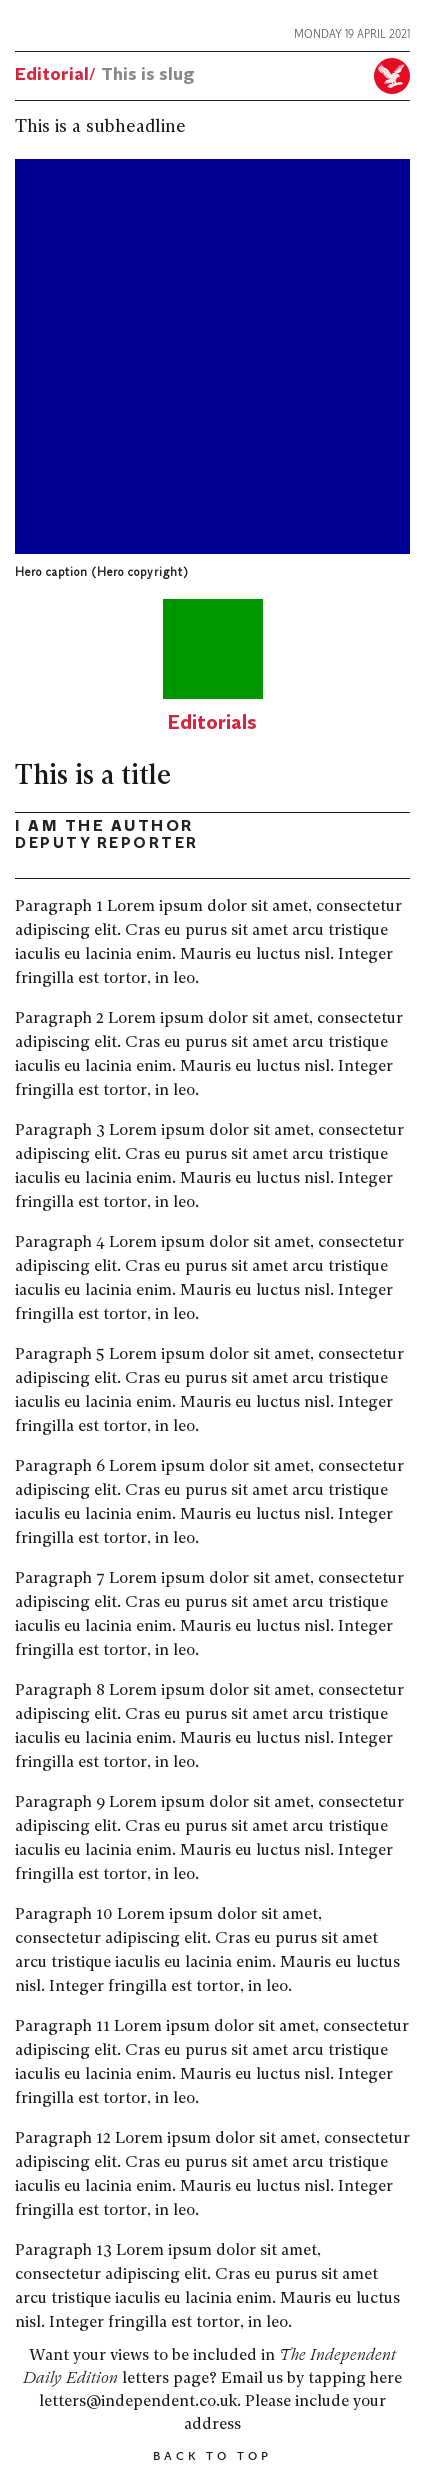 MONDAY 19 APRIL 2021
Editorial/ This is slug
This is a subheadline
Hero caption (Hero copyright)
Editorials
This is a title
I AM THE AUTHOR
DEPUTY REPORTER
Paragraph 1 Lorem ipsum dolor sit amet, consectetur
adipiscing elit. Cras eu purus sit amet arcu tristique
iaculis eu lacinia enim. Mauris eu luctus nisl. Integer
fringilla est tortor, in leo.
Paragraph 2 Lorem ipsum dolor sit amet, consectetur
adipiscing elit. Cras eu purus sit amet arcu tristique
iaculis eu lacinia enim. Mauris eu luctus nisl. Integer
fringilla est tortor, in leo.
Paragraph 3 Lorem ipsum dolor sit amet, consectetur
adipiscing elit. Cras eu purus sit amet arcu tristique
iaculis eu lacinia enim. Mauris eu luctus nisl. Integer
fringilla est tortor, in leo.
Paragraph 4 Lorem ipsum dolor sit amet, consectetur
adipiscing elit. Cras eu purus sit amet arcu tristique
iaculis eu lacinia enim. Mauris eu luctus nisl. Integer
fringilla est tortor, in leo.
Paragraph 5 Lorem ipsum dolor sit amet, consectetur
adipiscing elit. Cras eu purus sit amet arcu tristique
iaculis eu lacinia enim. Mauris eu luctus nisl. Integer
fringilla est tortor, in leo.
Paragraph 6 Lorem ipsum dolor sit amet, consectetur
adipiscing elit. Cras eu purus sit amet arcu tristique
iaculis eu lacinia enim. Mauris eu luctus nisl. Integer
fringilla est tortor, in leo.
Paragraph 7 Lorem ipsum dolor sit amet, consectetur
adipiscing elit. Cras eu purus sit amet arcu tristique
iaculis eu lacinia enim. Mauris eu luctus nisl. Integer
fringilla est tortor, in leo.
Paragraph 8 Lorem ipsum dolor sit amet, consectetur
adipiscing elit. Cras eu purus sit amet arcu tristique
iaculis eu lacinia enim. Mauris eu luctus nisl. Integer
fringilla est tortor, in leo.
Paragraph 9 Lorem ipsum dolor sit amet, consectetur
adipiscing elit. Cras eu purus sit amet arcu tristique
iaculis eu lacinia enim. Mauris eu luctus nisl. Integer
fringilla est tortor, in leo.
Paragraph 10 Lorem ipsum dolor sit amet,
consectetur adipiscing elit. Cras eu purus sit amet
arcu tristique iaculis eu lacinia enim. Mauris eu luctus
nisl. Integer fringilla est tortor, in leo.
Paragraph 11 Lorem ipsum dolor sit amet, consectetur
adipiscing elit. Cras eu purus sit amet arcu tristique
iaculis eu lacinia enim. Mauris eu luctus nisl. Integer
fringilla est tortor, in leo.
Paragraph 12 Lorem ipsum dolor sit amet, consectetur
adipiscing elit. Cras eu purus sit amet arcu tristique
iaculis eu lacinia enim. Mauris eu luctus nisl. Integer
fringilla est tortor, in leo.
Paragraph 13 Lorem ipsum dolor sit amet,
consectetur adipiscing elit. Cras eu purus sit amet
arcu tristique iaculis eu lacinia enim. Mauris eu luctus
nisl. Integer fringilla est tortor, in leo.
Want your views to be included in The Independent
Daily Edition letters page? Email us by tapping here
letters@independent.co.uk. Please include your
address
BACK TO TOP